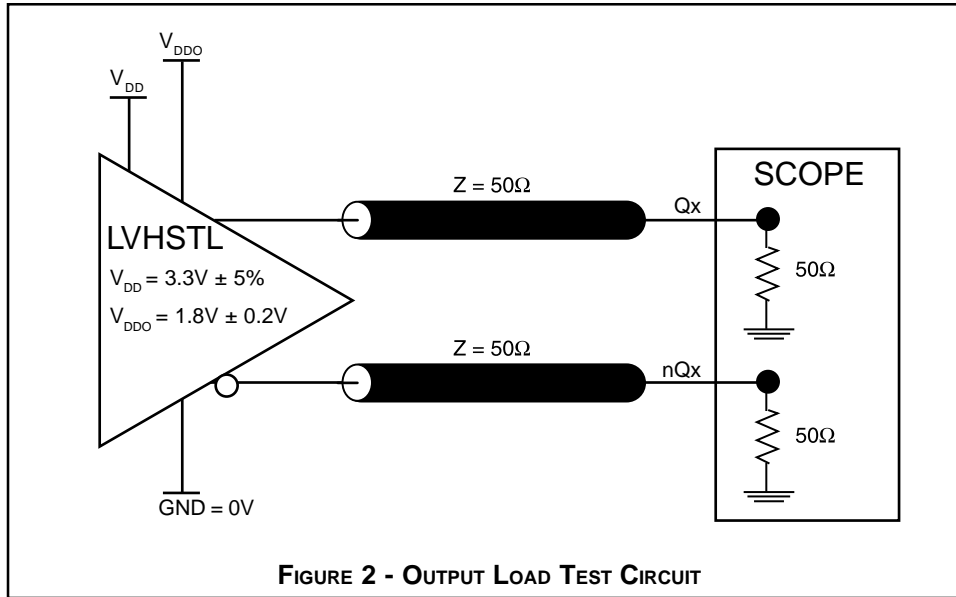 V_DDO
V_DD
SCOPE
Z = 50Ω
Qx
LVHSTL
50Ω
V_DD = 3.3V ± 5%
V_DDO = 1.8V ± 0.2V
Z = 50Ω
nQx
50Ω
GND = 0V
FIGURE 2 - OUTPUT LOAD TEST CIRCUIT